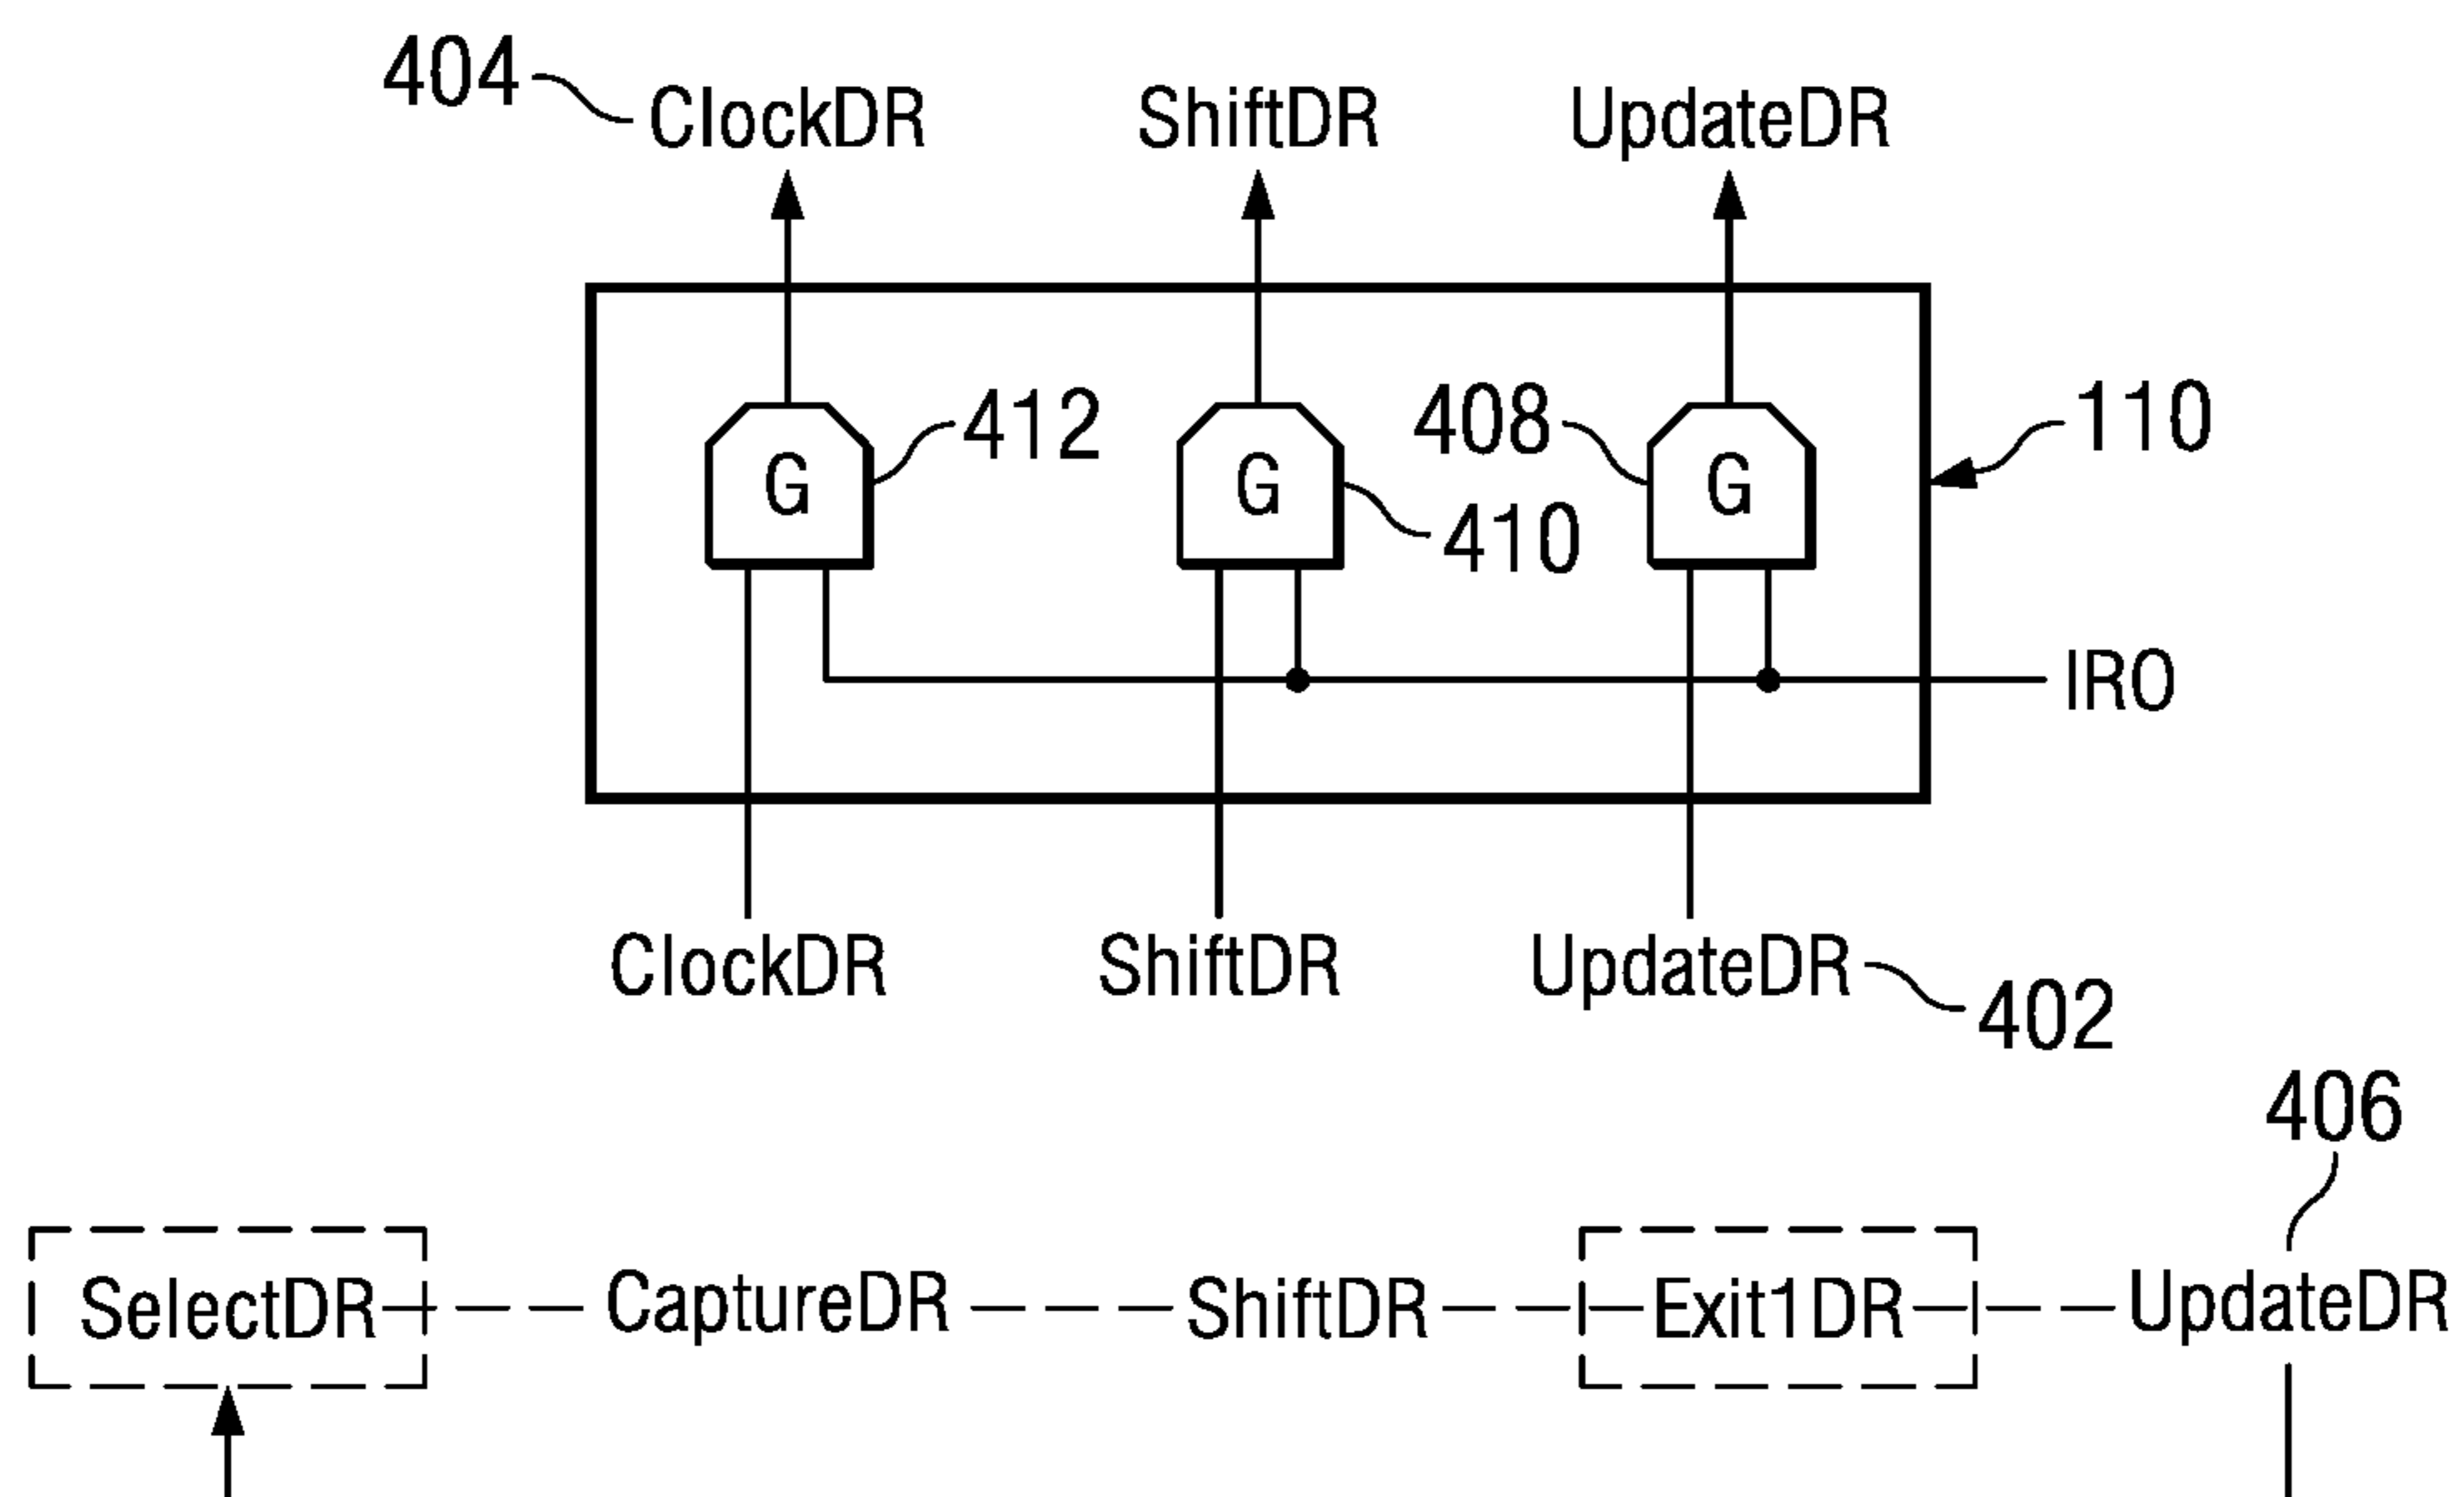 404 ClockDR ShiftDR UpdateDR
G 412 G 410 408 G 110
IRO
ClockDR ShiftDR UpdateDR 402
406
SelectDR CaptureDR ShiftDR Exit1DR UpdateDR